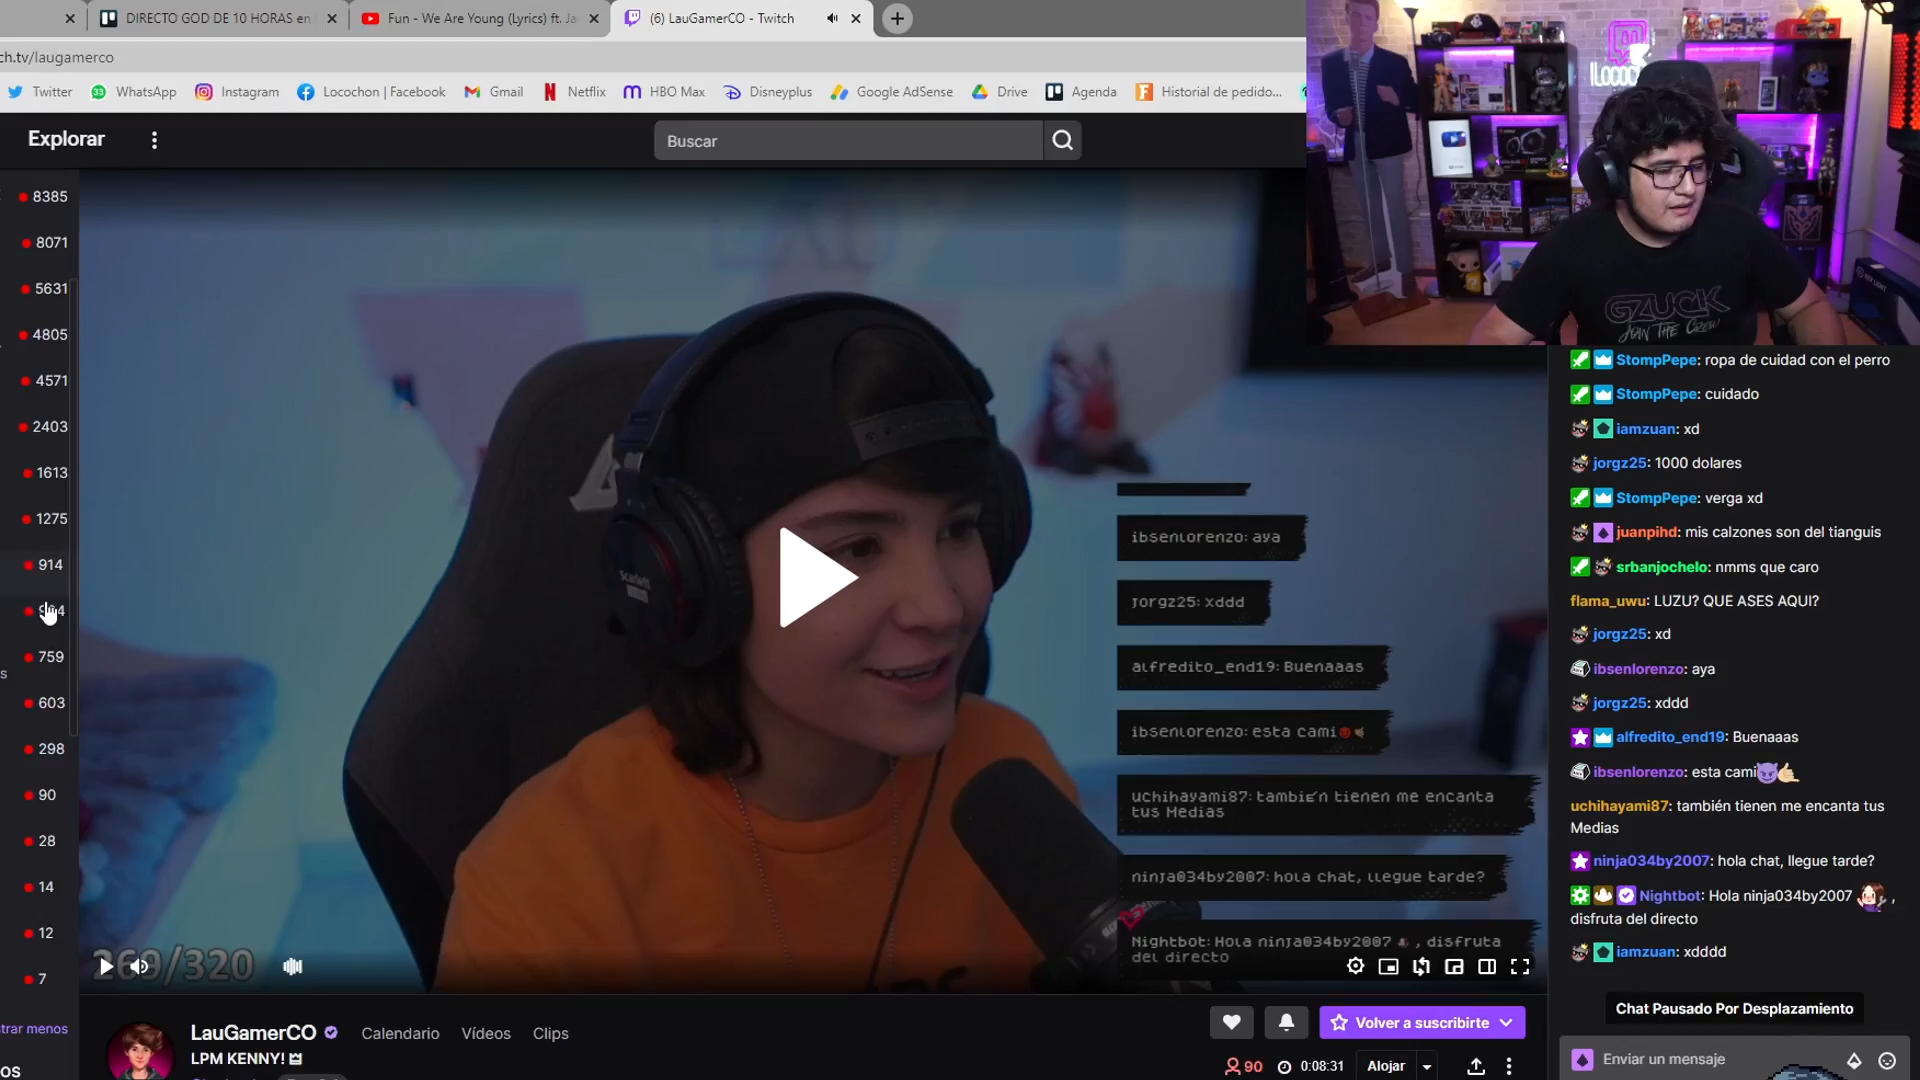 DIRECTO GOD DE 10 HORAS en
Fun - We Are Young (Lyrics) ft. Ja
(6) LauGamerCO - Twitch
ch.tv/laugamerco
Twitter
33
WhatsApp
Instagram
Locochon | Facebook
Gmail
Netflix
HBO Max
Disneyplus
Google AdSense
Drive
Agenda
Historial de pedido...
Explorar
Buscar
8385
8071
5631
4805
4571
2403
1613
1275
914
759
603
298
90
28
14
12
7
trar menos
OS
GZUCK
JOIN THE CREW
ibsenlorenzo: aya
jorgz25: xddd
alfredito_end19: Buenaaas
ibsenlorenzo: esta cami
uchihayami87: también tienen me encanta
tus Medias
ninja034by2007: hola chat, llegue tarde?
Nightbot: Hola ninja034by2007 , disfruta
del directo
269/320
StompPepe: ropa de cuidad con el perro
StompPepe: cuidado
iamzuan: xd
jorgz25: 1000 dolares
StompPepe: verga xd
juanpihd: mis calzones son del tianguis
srbanjochelo: nmms que caro
flama_uwu: LUZU? QUE ASES AQUI?
jorgz25: xd
ibsenlorenzo: aya
jorgz25: xddd
alfredito_end19: Buenaaas
ibsenlorenzo: esta cami
uchihayami87: también tienen me encanta tus
Medias
ninja034by2007: hola chat, llegue tarde?
Nightbot: Hola ninja034by2007 ,
disfruta del directo
iamzuan: xdddd
Chat Pausado Por Desplazamiento
Enviar un mensaje
LauGamerCO
Calendario
Vídeos
Clips
LPM KENNY!
Volver a suscribirte
90
0:08:31
Alojar